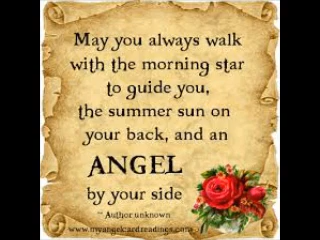 May you always walk
with the morning star
to guide you,
the summer sun on
your back, and an
ANGEL
by your side
~ Author unknown
www.myangelcardreadings.com